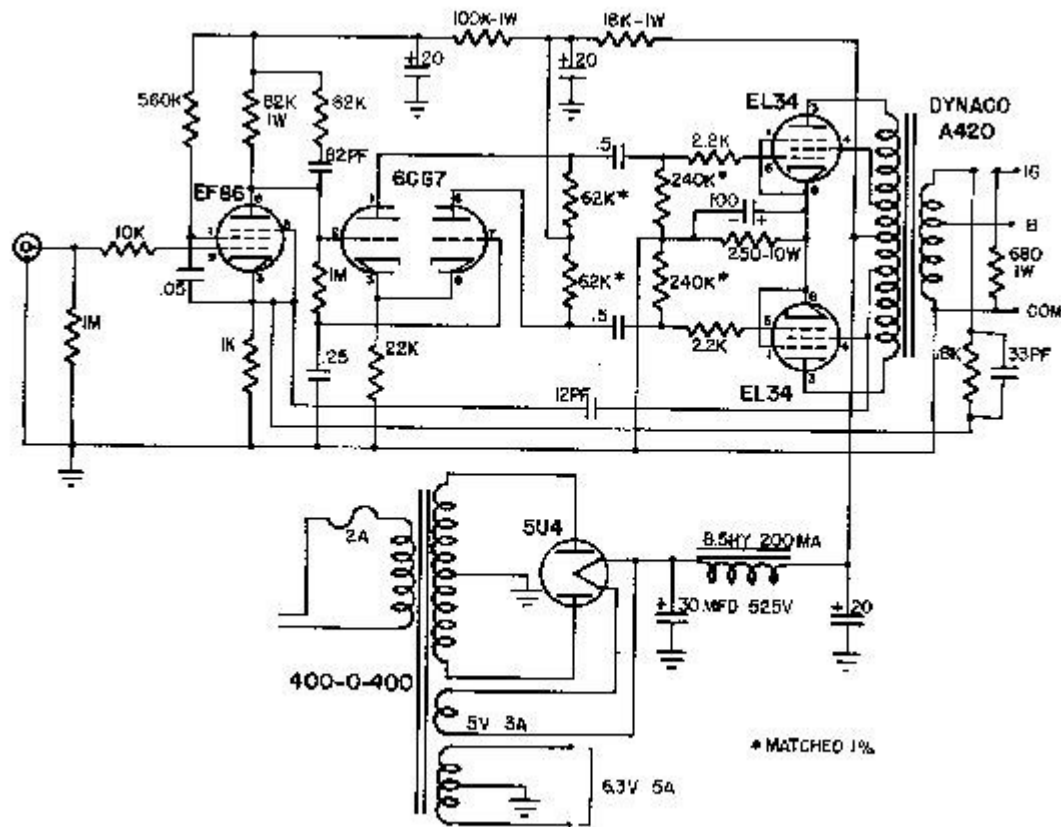 100K-1W
18K-1W
+20
+20
560K
82K
1W
82K
EL34
DYNACO
A420
82PF
.5
2.2K
240K*
EF86
6CG7
62K*
100
- +
16
10K
8
250-10W
680
1W
.05
1M
62K*
240K*
COM
1M
1K
.25
22K
.5
2.2K
33PF
EL34
12PF
2A
5U4
8.5HY 200MA
+30 MFD 525V
+20
400-0-400
5V 3A
* MATCHED 1%
6.3V 5A